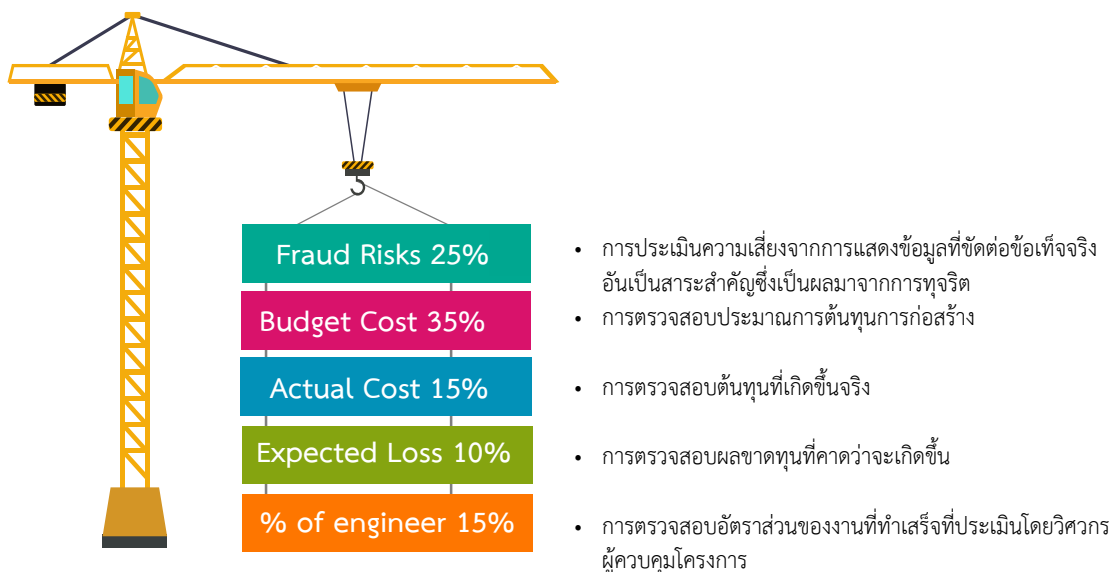 Fraud Risks 25%
• การประเมินความเสี่ยงจากการแสดงข้อมูลที่ขัดต่อข้อเท็จจริง
อันเป็นสาระสำคัญซึ่งเป็นผลมาจากการทุจริต
Budget Cost 35%
• การตรวจสอบประมาณการต้นทุนการก่อสร้าง
Actual Cost 15%
• การตรวจสอบต้นทุนที่เกิดขึ้นจริง
Expected Loss 10%
• การตรวจสอบผลขาดทุนที่คาดว่าจะเกิดขึ้น
% of engineer 15%
• การตรวจสอบอัตราส่วนของงานที่ทำเสร็จที่ประเมินโดยวิศวกร
ผู้ควบคุมโครงการ